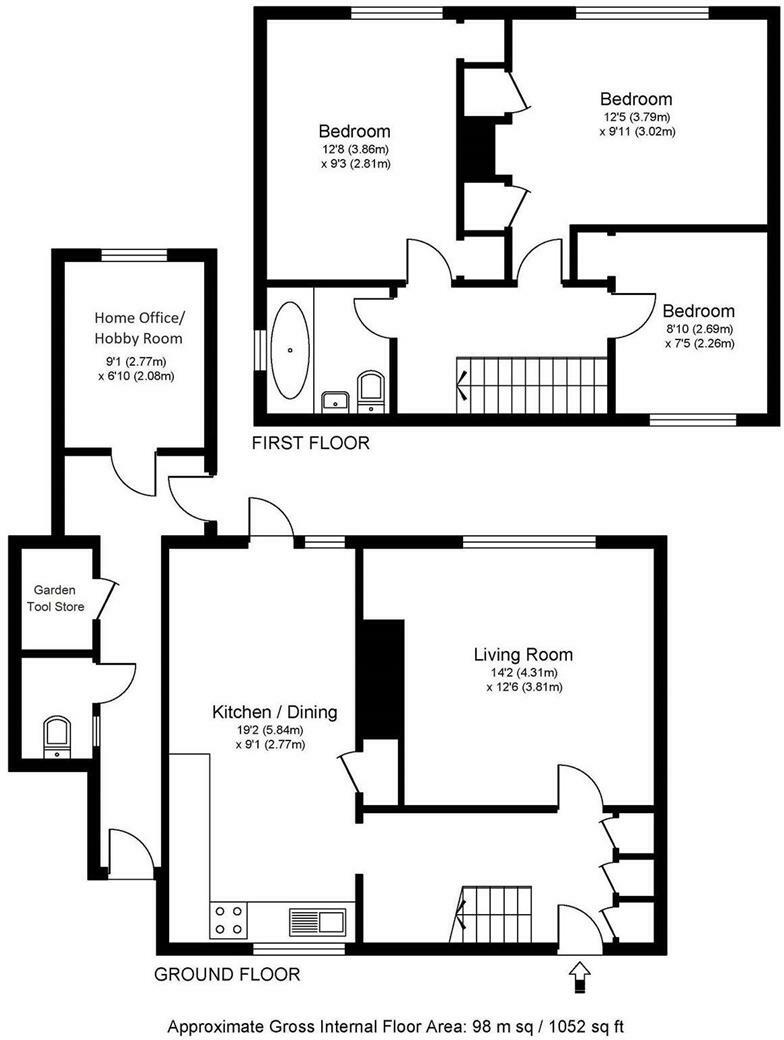 Bedroom
12'8 (3.86m)
x 9'3 (2.81m)
Bedroom
12'5 (3.79m)
x 9'11 (3.02m)
Bedroom
8'10 (2.69m)
x 7'5 (2.26m)
FIRST FLOOR
Home Office/
Hobby Room
9'1 (2.77m)
x 6'10 (2.08m)
Garden
Tool Store
Kitchen / Dining
19'2 (5.84m)
x 9'1 (2.77m)
Living Room
14'2 (4.31m)
x 12'6 (3.81m)
GROUND FLOOR
Approximate Gross Internal Floor Area: 98 m sq / 1052 sq ft